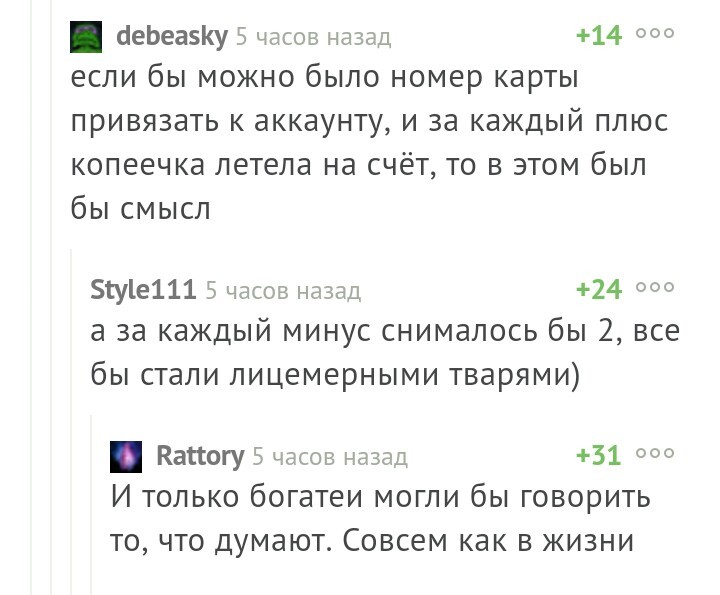 debeasky 5 часов назад +14
если бы можно было номер карты
привязать к аккаунту, и за каждый плюс
копеечка летела на счёт, то в этом был
бы смысл
Style111 5 часов назад +24
а за каждый минус снималось бы 2, все
бы стали лицемерными тварями)
Rattory 5 часов назад +31
И только богатеи могли бы говорить
то, что думают. Совсем как в жизни